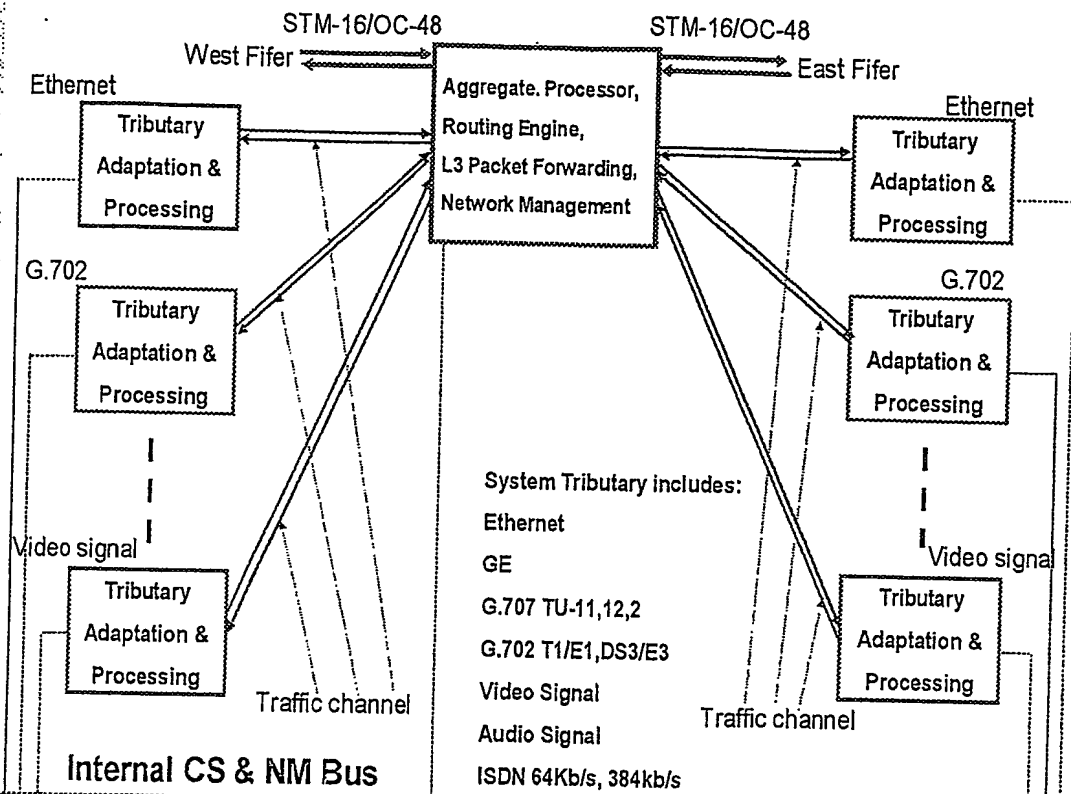 STM-16/OC-48
STM-16/OC-48
West Fifer
East Fifer
Ethernet
Tributary
Adaptation &
Processing
Aggregate. Processor,
Routing Engine,
L3 Packet Forwarding,
Network Management
Ethernet
Tributary
Adaptation &
Processing
G.702
Tributary
Adaptation &
Processing
G.702
Tributary
Adaptation &
Processing
Video signal
Tributary
Adaptation &
Processing
Video signal
Tributary
Adaptation &
Processing
Traffic channel
Traffic channel
System Tributary includes:
Ethernet
GE
G.707 TU-11,12,2
G.702 T1/E1,DS3/E3
Video Signal
Audio Signal
ISDN 64Kb/s, 384kb/s
Internal CS & NM Bus